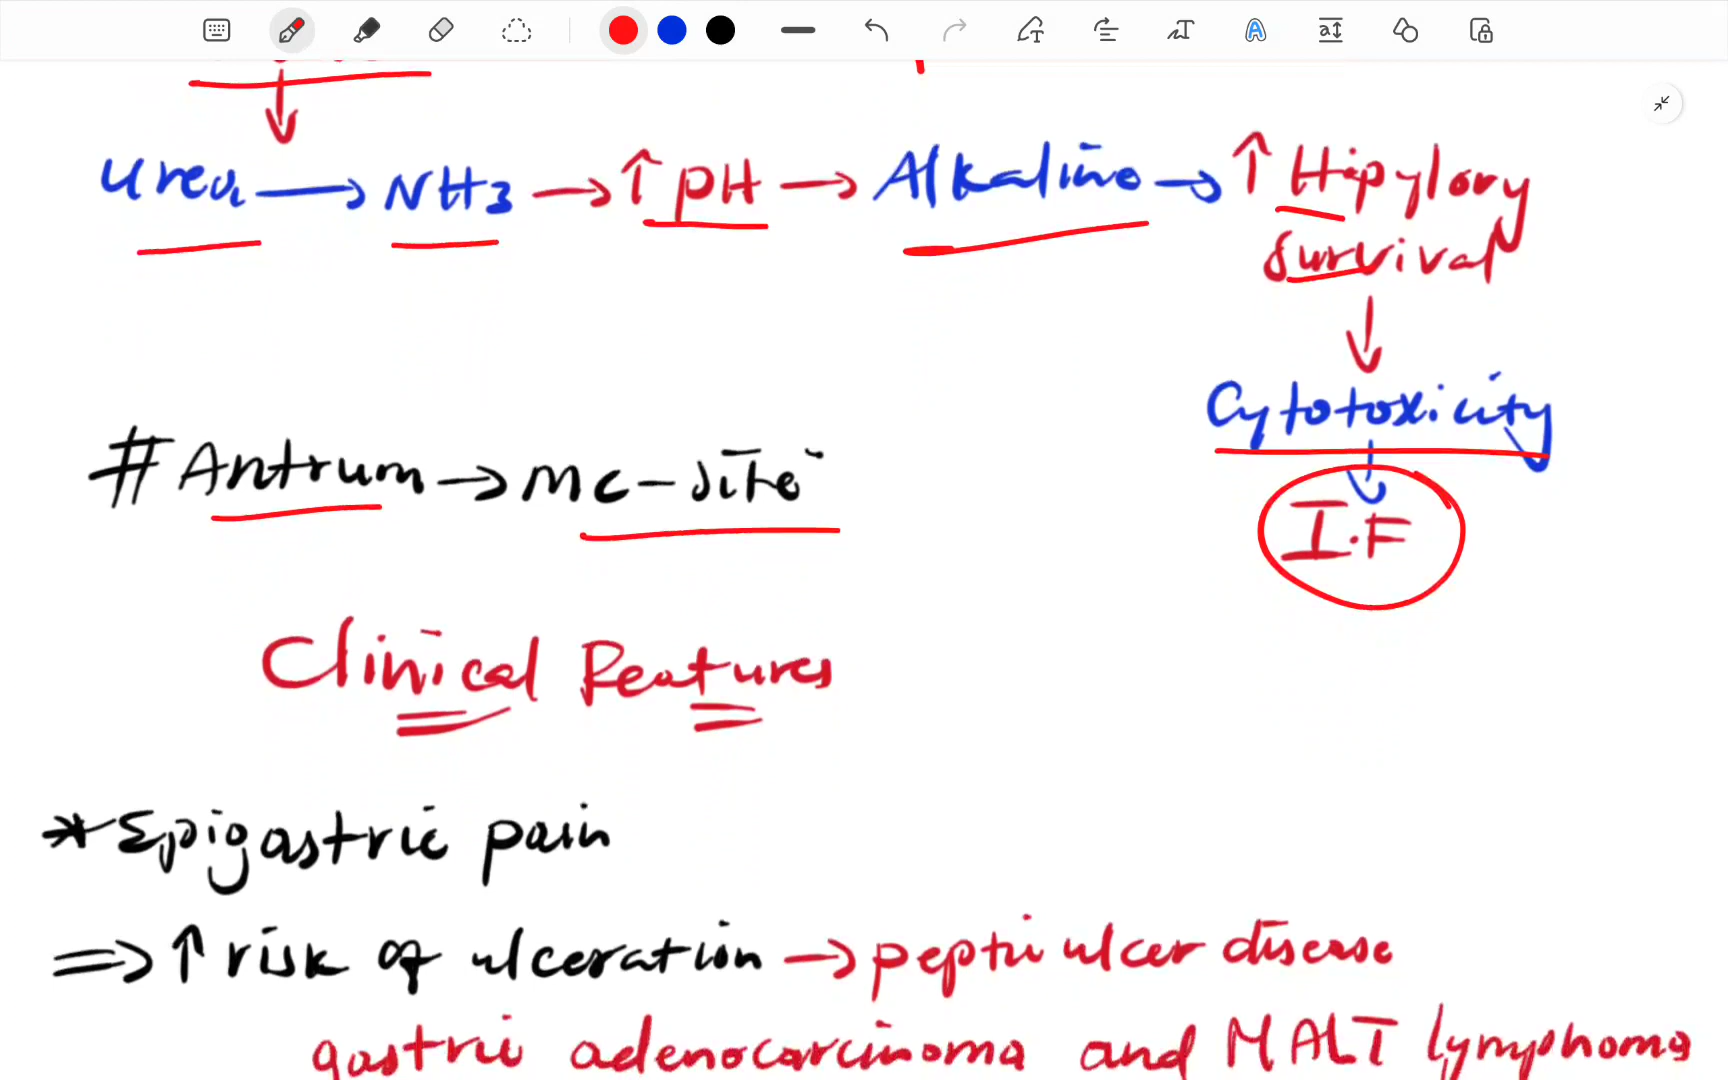 Urea → NH3 → ↑ pH → Alkaline → ↑ H.pylory
survival
↓
Cytotoxicity
↓
I.F
# Antrum → mc-site
Clinical Features
* Epigastric pain
⇒ ↑ risk of ulceration → peptic ulcer disease
gastric adenocarcinoma and MALT lymphoma